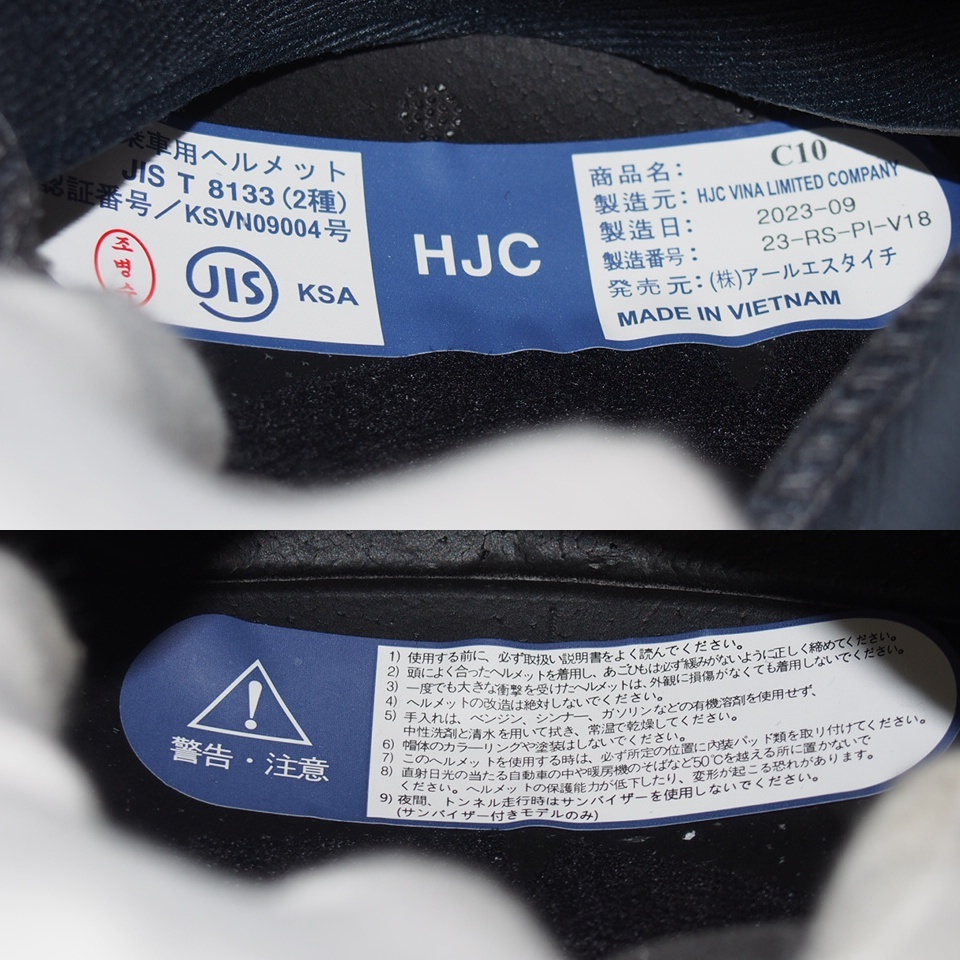 乗車用ヘルメット
JIS T 8133 (2種)
認証番号/KSVN09004号
조병
JIS
KSA
HJC
商品名: C10
製造元: HJC VINA LIMITED COMPANY
製造日: 2023-09
製造番号: 23-RS-PI-V18
発売元: (株)アールエスタイチ
MADE IN VIETNAM
警告・注意
1) 使用する前に、必ず取扱い説明書をよく読んでください。
2) 頭によく合ったヘルメットを着用し、あごひもは必ず緩みがないように正しく締めてください。
3) 一度でも大きな衝撃を受けたヘルメットは、外観に損傷がなくても着用しないでください。
4) ヘルメットの改造は絶対しないでください。
5) 手入れは、ベンジン、シンナー、ガソリンなどの有機溶剤を使用せず、
中性洗剤と清水を用いて拭き、常温で乾燥してください。
6) 帽体のカラーリングや塗装はしないでください。
7) このヘルメットを使用する時は、必ず所定の位置に内装パッド類を取り付けてください。
8) 直射日光の当たる自動車の中や暖房機のそばなど50℃を越える所に置かないで
ください。ヘルメットの保護能力が低下したり、変形が起こる恐れがあります。
9) 夜間、トンネル走行時はサンバイザーを使用しないでください。
(サンバイザー付きモデルのみ)